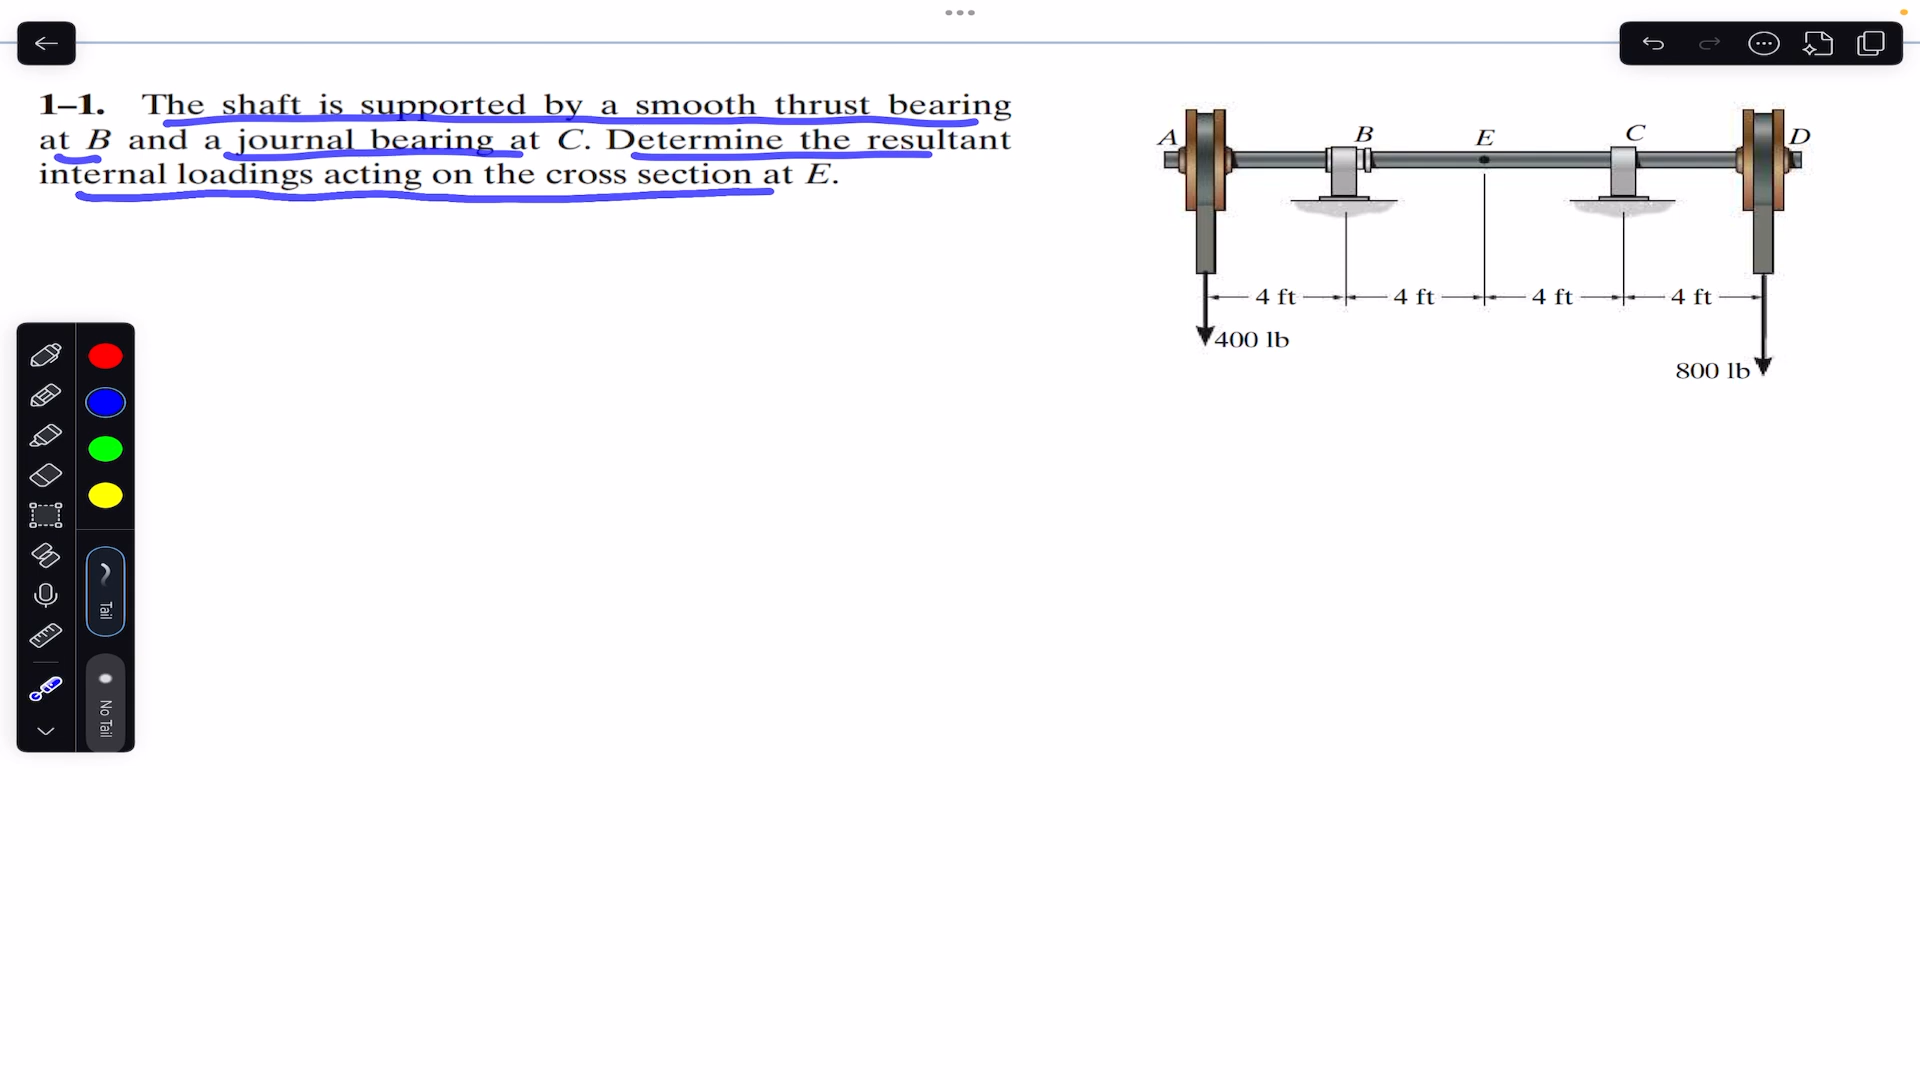 1–1. The shaft is supported by a smooth thrust bearing
at B and a journal bearing at C. Determine the resultant
internal loadings acting on the cross section at E.
A B E C D
4 ft 4 ft 4 ft 4 ft
400 lb
800 lb
Tail
No Tail